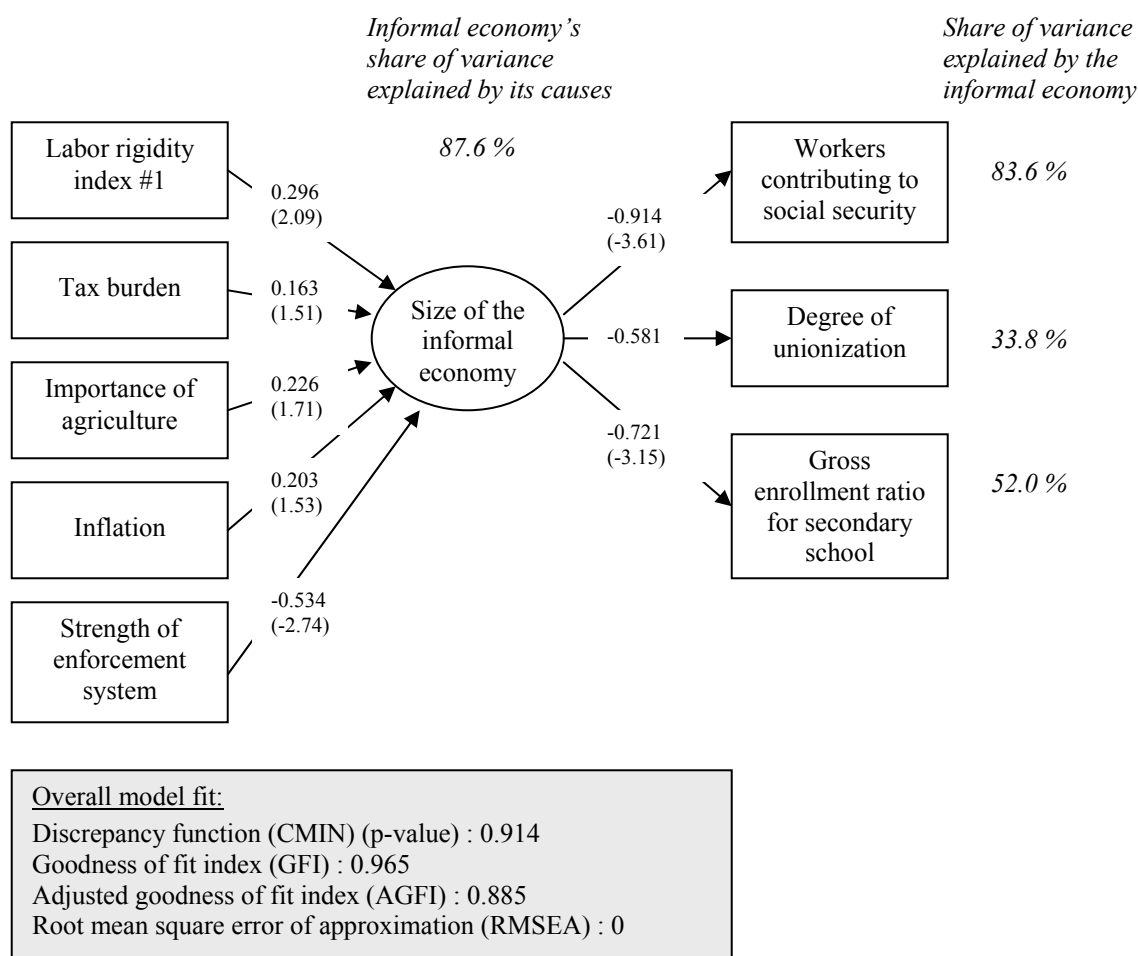 Informal economy's
share of variance
explained by its causes
87.6 %
Share of variance
explained by the
informal economy
Labor rigidity
index #1
0.296
(2.09)
Tax burden
0.163
(1.51)
Importance of
agriculture
0.226
(1.71)
Inflation
0.203
(1.53)
Strength of
enforcement
system
-0.534
(-2.74)
Size of the
informal
economy
-0.914
(-3.61)
Workers
contributing to
social security
83.6 %
-0.581
Degree of
unionization
33.8 %
-0.721
(-3.15)
Gross
enrollment ratio
for secondary
school
52.0 %
Overall model fit:
Discrepancy function (CMIN) (p-value) : 0.914
Goodness of fit index (GFI) : 0.965
Adjusted goodness of fit index (AGFI) : 0.885
Root mean square error of approximation (RMSEA) : 0